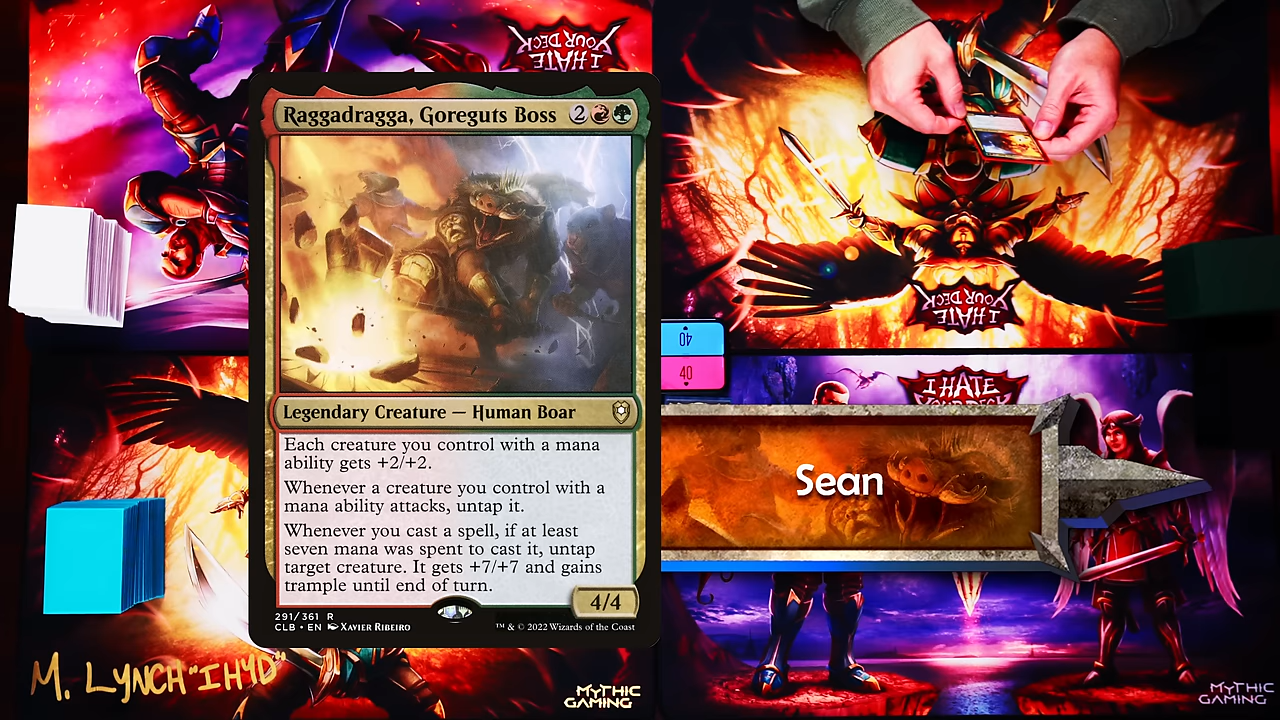 I HATE
YOUR DECK
Raggadragga, Goreguts Boss 2
Legendary Creature — Human Boar
Each creature you control with a mana
ability gets +2/+2.
Whenever a creature you control with a
mana ability attacks, untap it.
Whenever you cast a spell, if at least
seven mana was spent to cast it, untap
target creature. It gets +7/+7 and gains
trample until end of turn.
4/4
291/361 R
CLB • EN XAVIER RIBEIRO
™ & © 2022 Wizards of the Coast
I HATE
YOUR DECK
40
40
I HATE
YOUR DECK
Sean
M. LYNCH "IHYD"
MYTHIC
GAMING
MYTHIC
GAMING